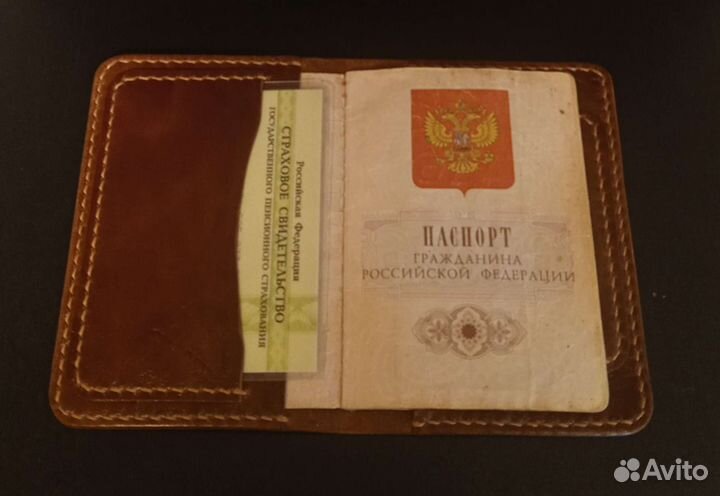 Российская Федерация
СТРАХОВОЕ СВИДЕТЕЛЬСТВО
ГОСУДАРСТВЕННОГО ПЕНСИОННОГО СТРАХОВАНИЯ
ПАСПОРТ
ГРАЖДАНИНА
РОССИЙСКОЙ ФЕДЕРАЦИИ
Avito